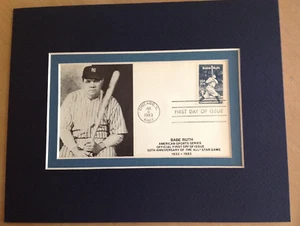 Babe Ruth
FIRST DAY OF ISSUE
1983
BABE RUTH
AMERICAN SPORTS SERIES
OFFICIAL FIRST DAY OF ISSUE
50TH ANNIVERSARY OF THE ALL-STAR GAME
1933 - 1983